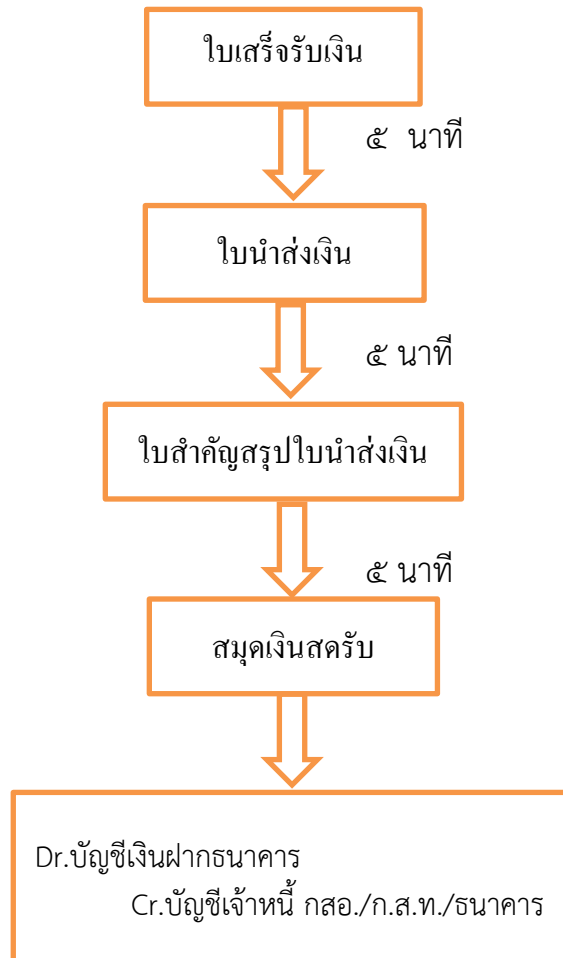 ใบเสร็จรับเงิน
๕ นาที
ใบนำส่งเงิน
๕ นาที
ใบสำคัญสรุปใบนำส่งเงิน
๕ นาที
สมุดเงินสดรับ
Dr.บัญชีเงินฝากธนาคาร
Cr.บัญชีเจ้าหนี้ กสอ./ก.ส.ท./ธนาคาร